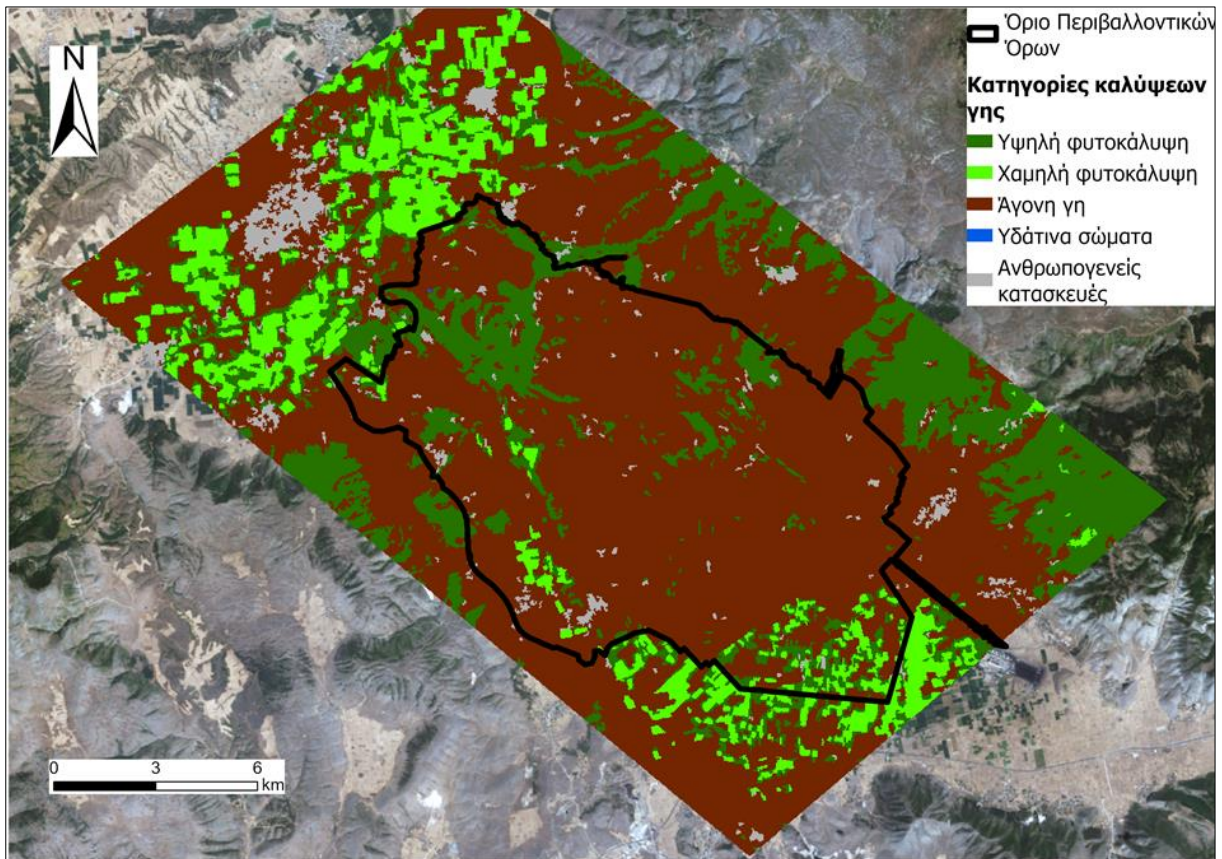 N
Όριο Περιβαλλοντικών
Όρων
Κατηγορίες καλύψεων
γης
Υψηλή φυτοκάλυψη
Χαμηλή φυτοκάλυψη
Άγονη γη
Υδάτινα σώματα
Ανθρωπογενείς
κατασκευές
0 3 6
km